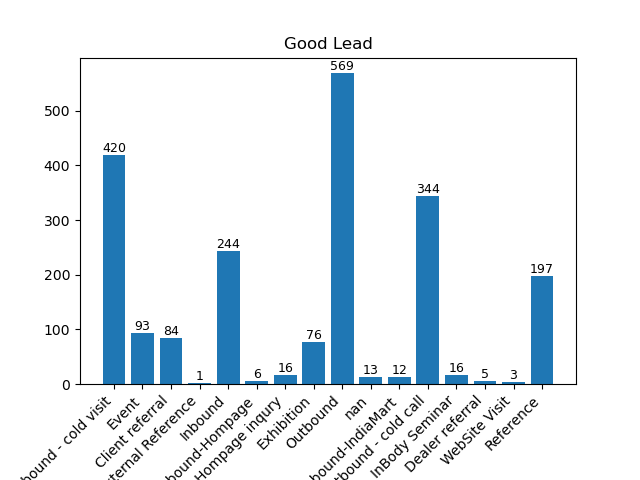 Good Lead
500
400
300
200
100
0
420
93
84
1
244
6
16
76
569
13
12
344
16
5
3
197
bound - cold visit
Event
Client referral
ternal Reference
Inbound
bound-Hompage
Hompage inqury
Exhibition
Outbound
nan
bound-IndiaMart
tbound - cold call
InBody Seminar
Dealer referral
WebSite Visit
Reference